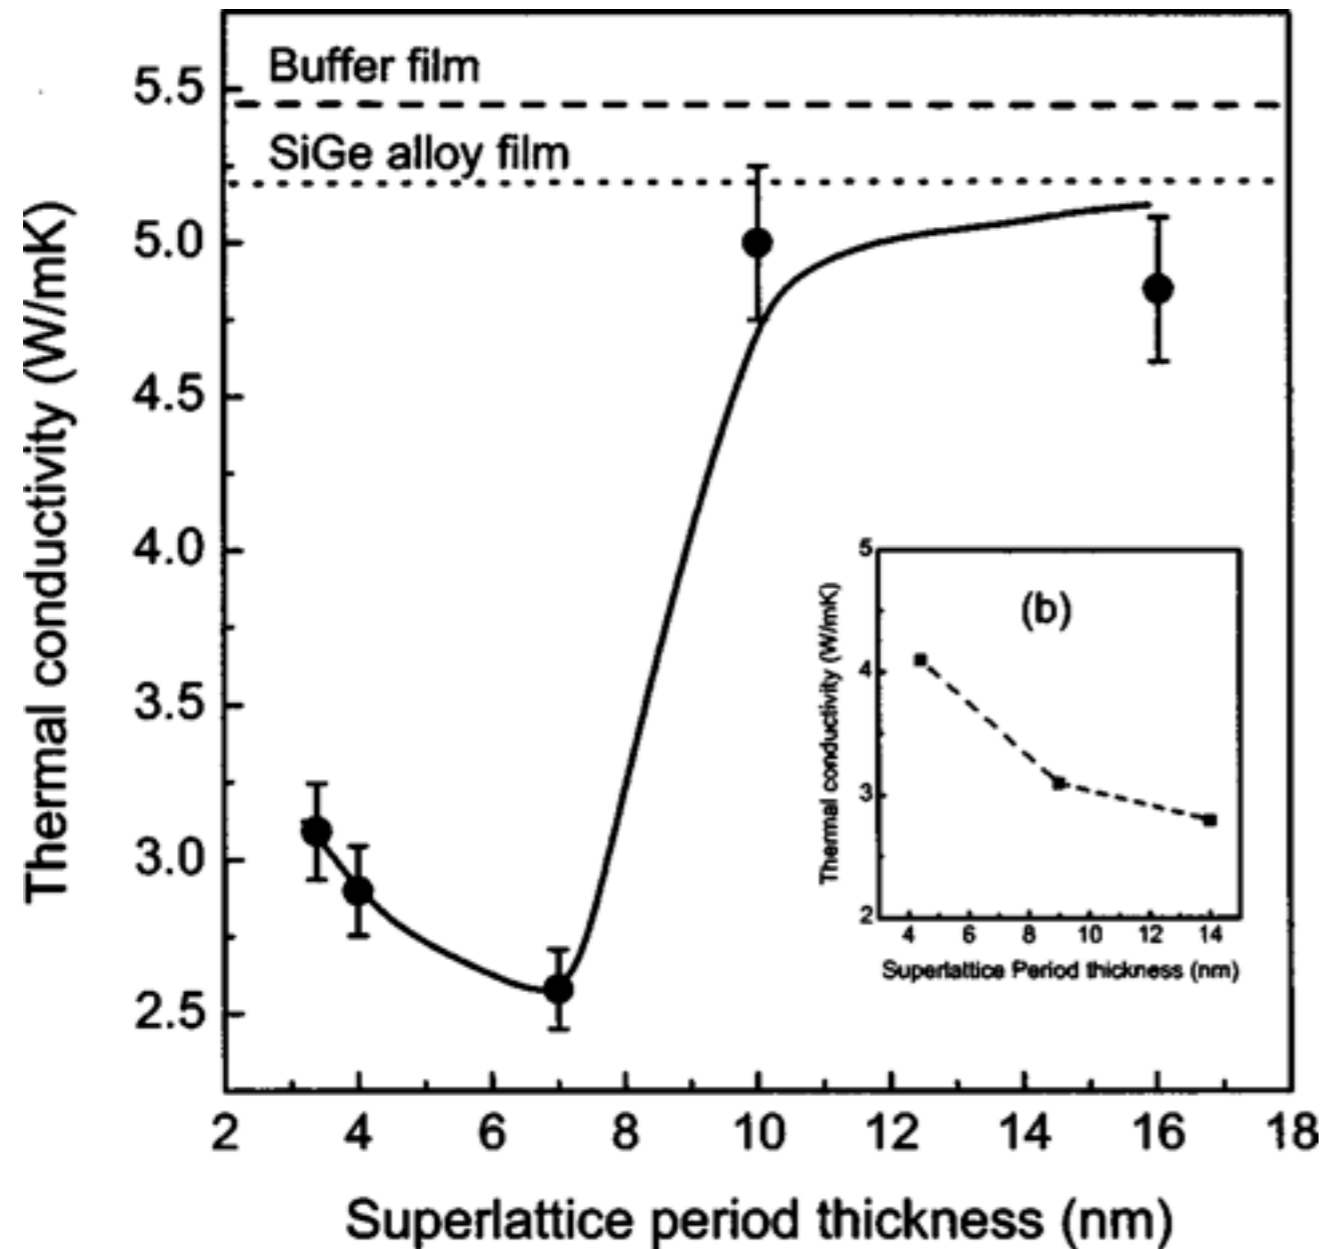 Buffer film
SiGe alloy film
Thermal conductivity (W/mK)
5.5
5.0
4.5
4.0
3.5
3.0
2.5
2 4 6 8 10 12 14 16 18
Superlattice period thickness (nm)
(b)
Thermal conductivity (W/mK)
5
4
3
2
4 6 8 10 12 14
Superlattice Period thickness (nm)